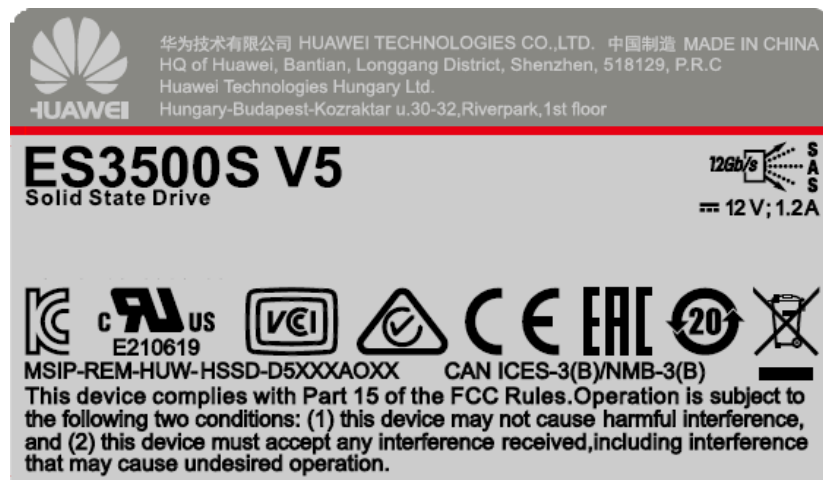 华为技术有限公司 HUAWEI TECHNOLOGIES CO.,LTD. 中国制造 MADE IN CHINA
HQ of Huawei, Bantian, Longgang District, Shenzhen, 518129, P.R.C
Huawei Technologies Hungary Ltd.
HUAWEI
Hungary-Budapest-Kozraktar u.30-32,Riverpark,1st floor
ES3500S V5
Solid State Drive
12Gb/s SAS
12V; 1.2A
c RU US
VCI
CE
EAC
20
E210619
MSIP-REM-HUW-HSSD-D5XXXAOXX CAN ICES-3(B)/NMB-3(B)
This device complies with Part 15 of the FCC Rules.Operation is subject to
the following two conditions: (1) this device may not cause harmful interference,
and (2) this device must accept any interference received,including interference
that may cause undesired operation.